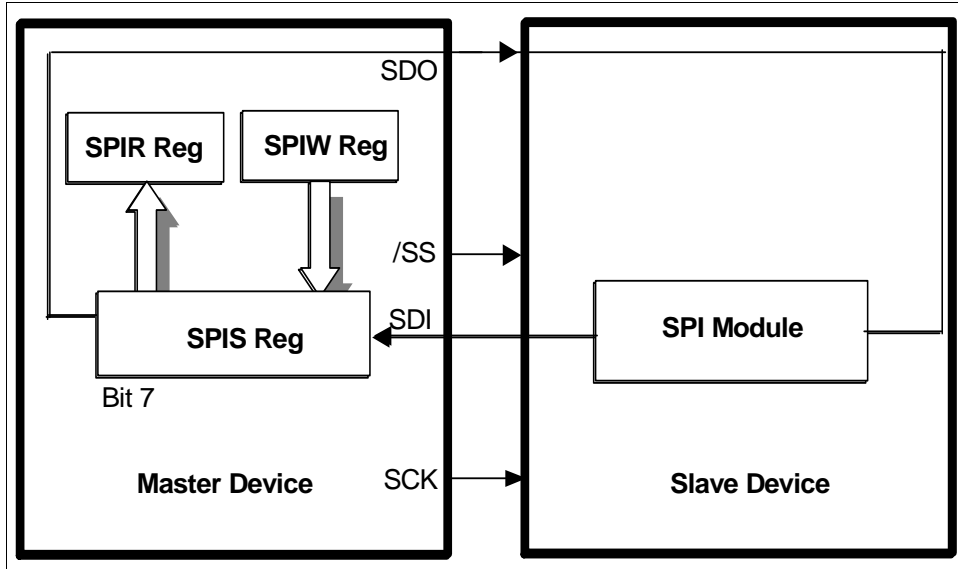 SDO
SPIR Reg
SPIW Reg
/SS
SDI
SPIS Reg
SPI Module
Bit 7
Master Device
SCK
Slave Device